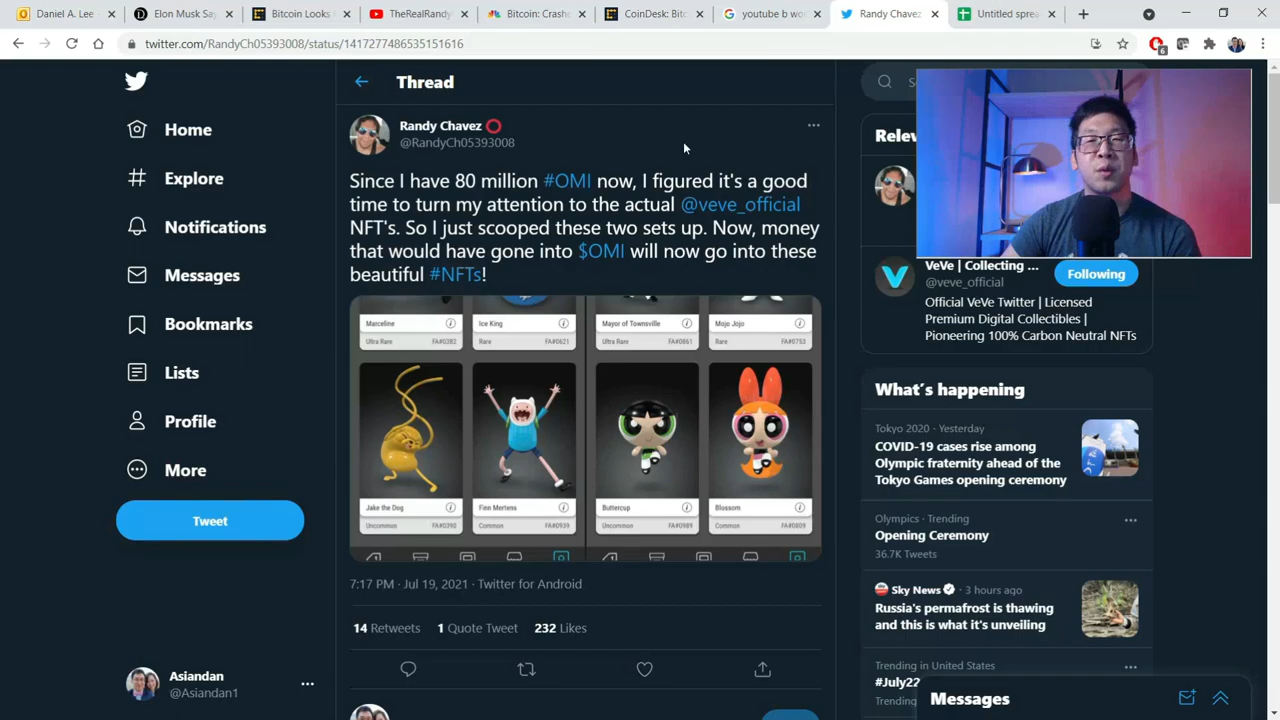 Daniel A. Lee
Elon Musk Say
Bitcoin Looks
TheRealRandy
Bitcoin: Crash
CoinDesk: Bit
youtube b wo
Randy Chavez
Untitled sprea
twitter.com/RandyCh05393008/status/1417277486535151616
6
Home
Explore
Notifications
Messages
Bookmarks
Lists
Profile
More
Tweet
Asiandan
@Asiandan1
Thread
Randy Chavez
@RandyCh05393008
Since I have 80 million #OMI now, I figured it's a good
time to turn my attention to the actual @veve_official
NFT's. So I just scooped these two sets up. Now, money
that would have gone into $OMI will now go into these
beautiful #NFTs!
Marceline
Ultra Rare FA#0382
Ice King
Rare FA#0621
Mayor of Townsville
Ultra Rare FA#0861
Mojo Jojo
Rare FA#0753
Jake the Dog
Uncommon FA#0390
Finn Mertens
Common FA#0939
Buttercup
Uncommon FA#0989
Blossom
Common FA#0809
7:17 PM · Jul 19, 2021 · Twitter for Android
14 Retweets 1 Quote Tweet 232 Likes
VeVe | Collecting ...
@veve_official
Following
Official VeVe Twitter | Licensed
Premium Digital Collectibles |
Pioneering 100% Carbon Neutral NFTs
What's happening
Tokyo 2020 · Yesterday
COVID-19 cases rise among
Olympic fraternity ahead of the
Tokyo Games opening ceremony
Olympics · Trending
Opening Ceremony
36.7K Tweets
Sky News · 3 hours ago
Russia's permafrost is thawing
and this is what it's unveiling
Trending in United States
#July22
Trending
Messages